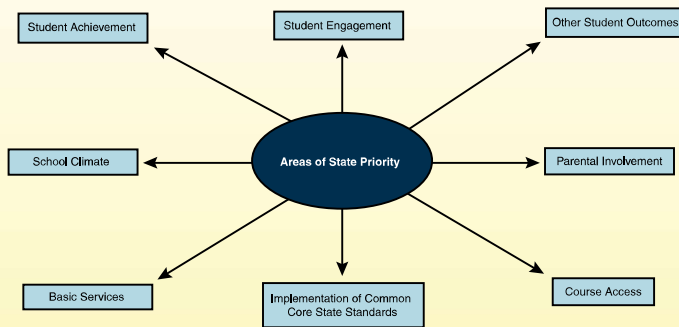 Student Achievement
Student Engagement
Other Student Outcomes
School Climate
Areas of State Priority
Parental Involvement
Basic Services
Implementation of Common
Core State Standards
Course Access